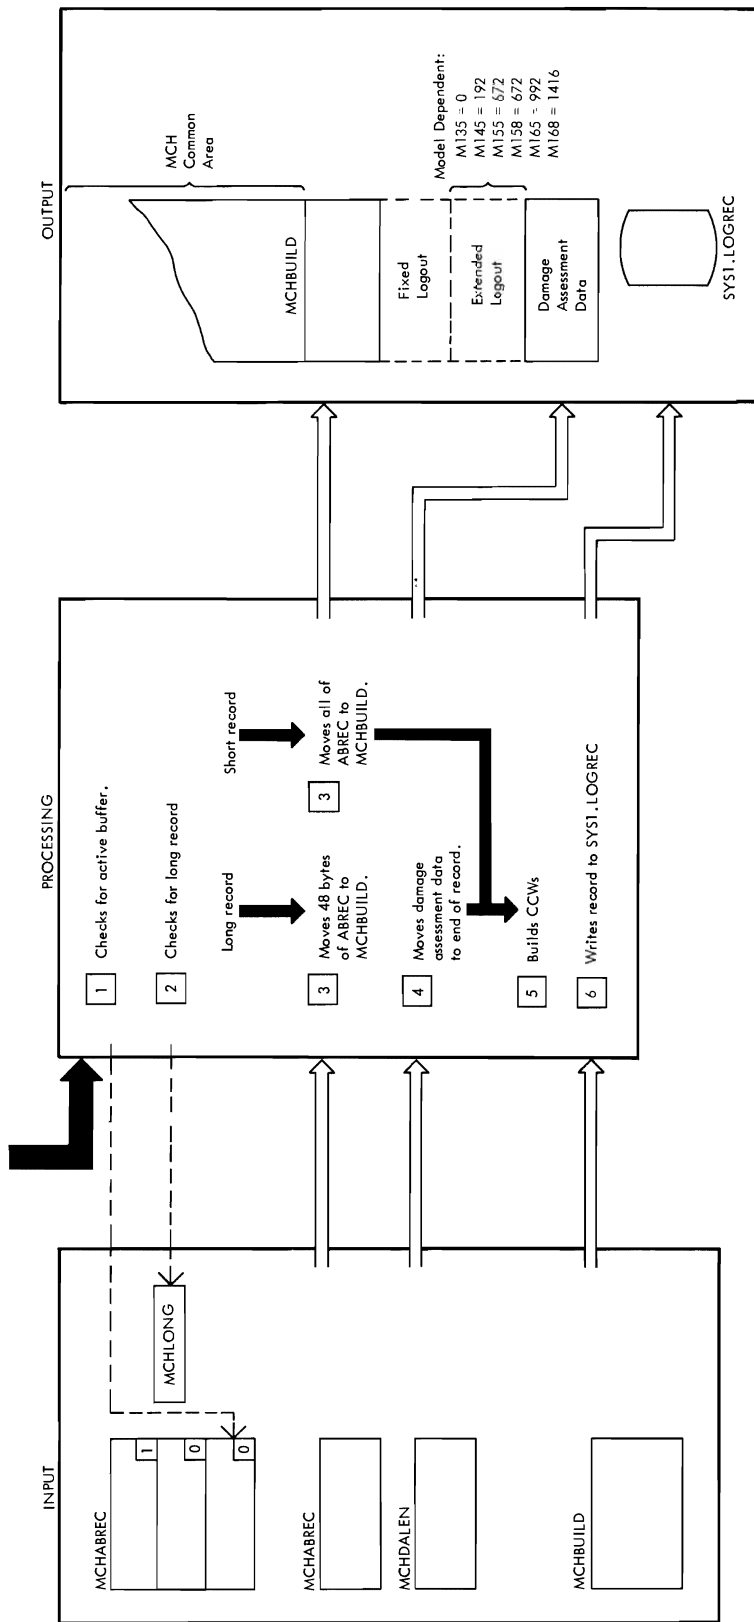 INPUT
MCHABREC
1
0
0
MCHLONG
MCHABREC
MCHDALEN
MCHBUILD
PROCESSING
1 Checks for active buffer.
2 Checks for long record
Long record
Short record
3 Moves 48 bytes
of ABREC to
MCHBUILD.
3 Moves all of
ABREC to
MCHBUILD.
4 Moves damage
assessment data
to end of record.
5 Builds CCWs
6 Writes record to SYS1.LOGREC
OUTPUT
MCH
Common
Area
MCHBUILD
Fixed
Logout
Extended
Logout
Model Dependent:
M135 = 0
M145 = 192
M155 = 672
M158 = 672
M165 = 992
M168 = 1416
Damage
Assessment
Data
SYS1.LOGREC